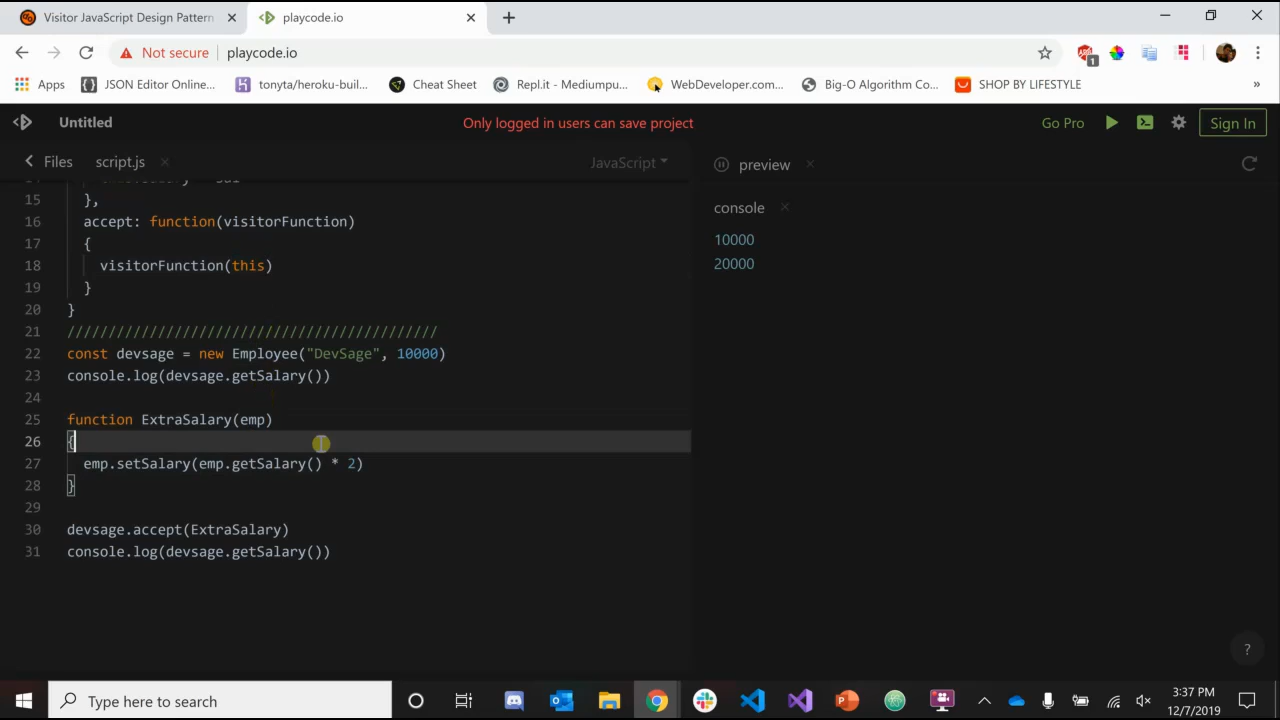 Visitor JavaScript Design Pattern
playcode.io
Not secure
playcode.io
1
Apps
JSON Editor Online...
tonyta/heroku-buil...
Cheat Sheet
Repl.it - Mediumpu...
WebDeveloper.com...
Big-O Algorithm Co...
SHOP BY LIFESTYLE
»
Untitled
Only logged in users can save project
Go Pro
Sign In
Files
script.js
JavaScript
preview
console
10000
20000
15 },
16 accept: function(visitorFunction)
17 {
18 visitorFunction(this)
19 }
20 }
21 /////////////////////////////////////////////
22 const devsage = new Employee("DevSage", 10000)
23 console.log(devsage.getSalary())
24
25 function ExtraSalary(emp)
26 {
27 emp.setSalary(emp.getSalary() * 2)
28 }
29
30 devsage.accept(ExtraSalary)
31 console.log(devsage.getSalary())
?
Type here to search
3:37 PM
12/7/2019